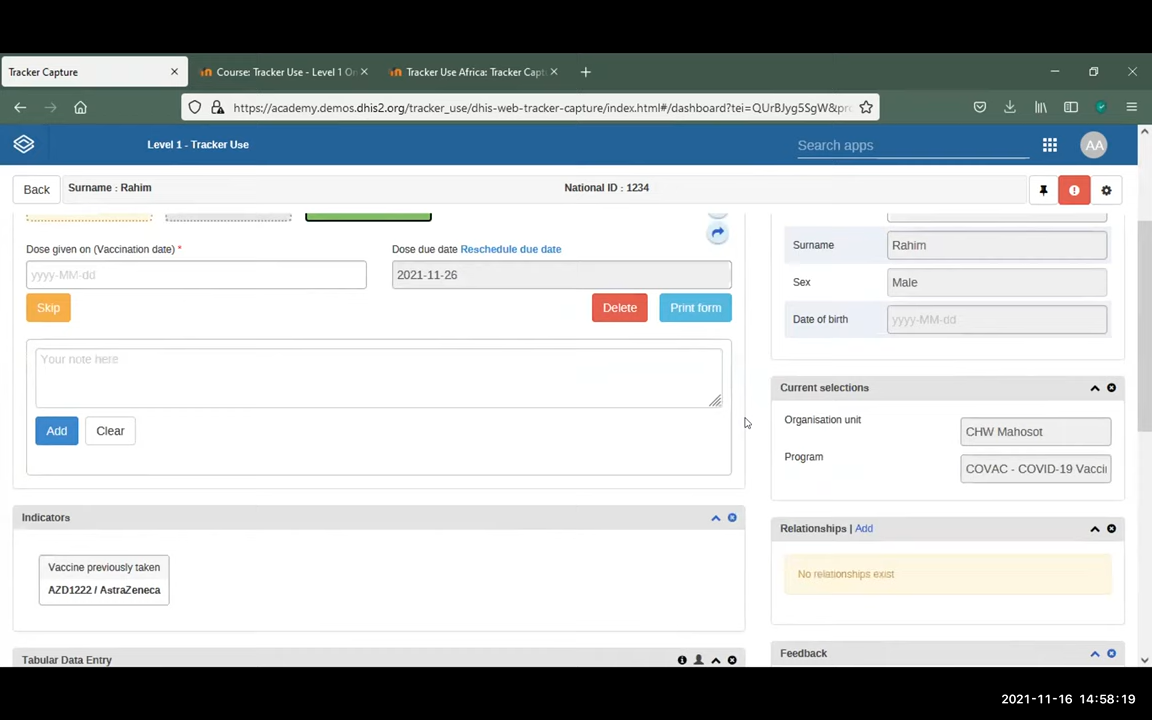 Tracker Capture
Course: Tracker Use - Level 1 On
Tracker Use Africa: Tracker Captu
https://academy.demos.dhis2.org/tracker_use/dhis-web-tracker-capture/index.html#/dashboard?tei=QUrBJyg5SgW&pro
Level 1 - Tracker Use
Search apps
AA
Back
Surname : Rahim
National ID : 1234
Dose given on (Vaccination date) *
Dose due date Reschedule due date
yyyy-MM-dd
2021-11-26
Skip
Delete
Print form
Your note here
Add
Clear
Indicators
Vaccine previously taken
AZD1222 / AstraZeneca
Tabular Data Entry
Surname
Rahim
Sex
Male
Date of birth
yyyy-MM-dd
Current selections
Organisation unit
CHW Mahosot
Program
COVAC - COVID-19 Vaccin
Relationships | Add
No relationships exist
Feedback
2021-11-16 14:58:19